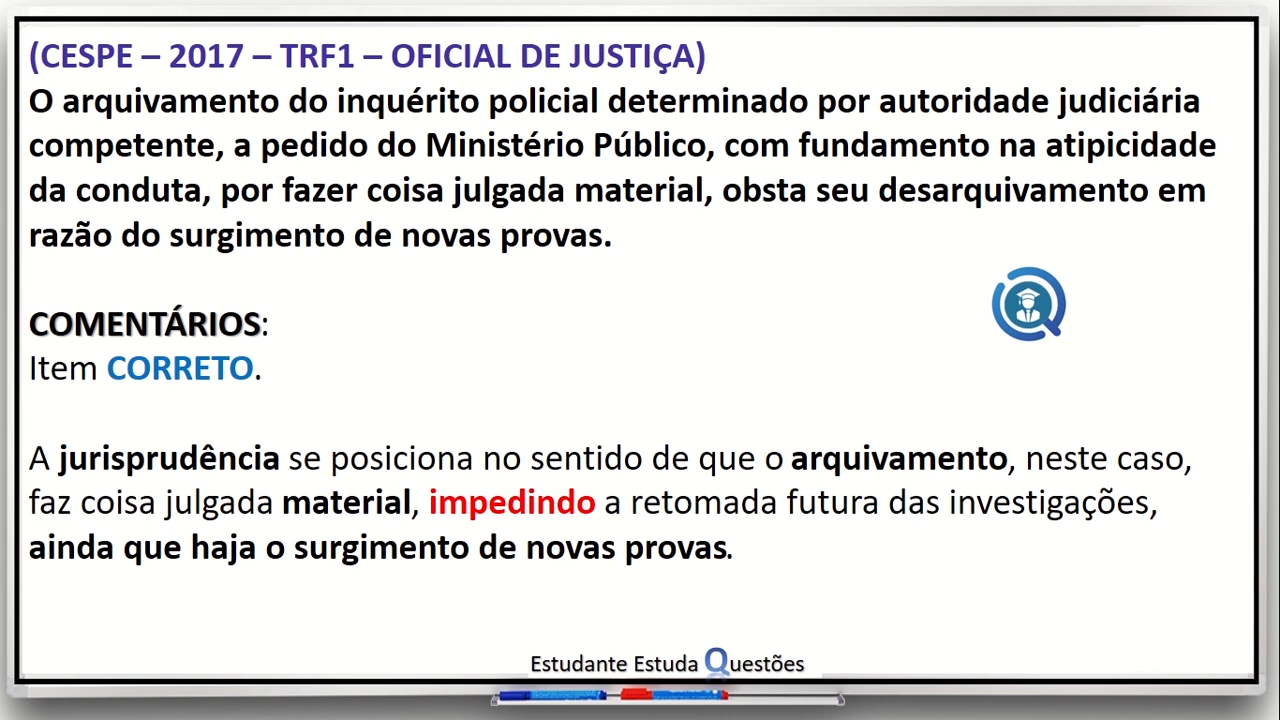 (CESPE – 2017 – TRF1 – OFICIAL DE JUSTIÇA)
O arquivamento do inquérito policial determinado por autoridade judiciária
competente, a pedido do Ministério Público, com fundamento na atipicidade
da conduta, por fazer coisa julgada material, obsta seu desarquivamento em
razão do surgimento de novas provas.
COMENTÁRIOS:
Item CORRETO.
A jurisprudência se posiciona no sentido de que o arquivamento, neste caso,
faz coisa julgada material, impedindo a retomada futura das investigações,
ainda que haja o surgimento de novas provas.
Estudante Estuda Questões